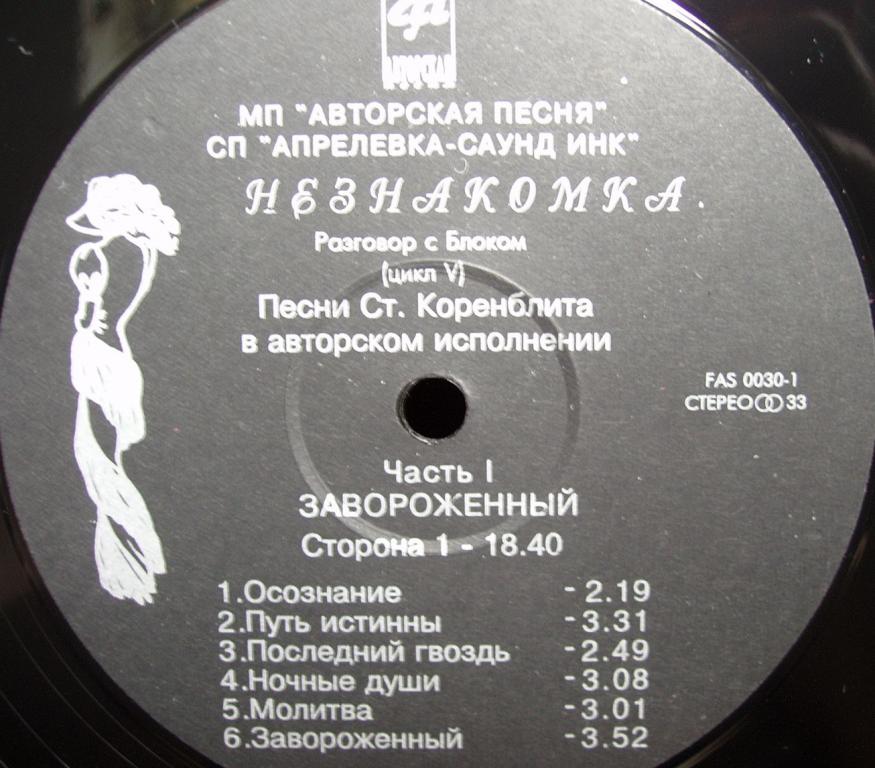 МП "АВТОРСКАЯ ПЕСНЯ"
СП "АПРЕЛЕВКА-САУНД ИНК"
НЕЗНАКОМКА
Разговор с Блоком
(цикл V)
Песни Ст. Коренблита
в авторском исполнении
FAS 0030-1
СТЕРЕО 33
Часть I
ЗАВОРОЖЕННЫЙ
Сторона 1 - 18.40
1.Осознание - 2.19
2.Путь истинны - 3.31
3.Последний гвоздь - 2.49
4.Ночные души - 3.08
5.Молитва - 3.01
6.Завороженный - 3.52